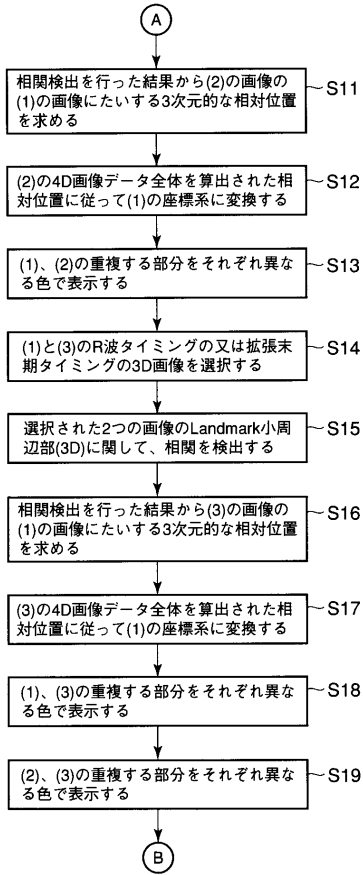 A
相関検出を行った結果から(2)の画像の
(1)の画像にたいする3次元的な相対位置
を求める
S11
(2)の4D画像データ全体を算出された相
対位置に従って(1)の座標系に変換する
S12
(1)、(2)の重複する部分をそれぞれ異な
る色で表示する
S13
(1)と(3)のR波タイミングの又は拡張末
期タイミングの3D画像を選択する
S14
選択された2つの画像のLandmark小周
辺部(3D)に関して、相関を検出する
S15
相関検出を行った結果から(3)の画像の
(1)の画像にたいする3次元的な相対位置
を求める
S16
(3)の4D画像データ全体を算出された相
対位置に従って(1)の座標系に変換する
S17
(1)、(3)の重複する部分をそれぞれ異な
る色で表示する
S18
(2)、(3)の重複する部分をそれぞれ異な
る色で表示する
S19
B